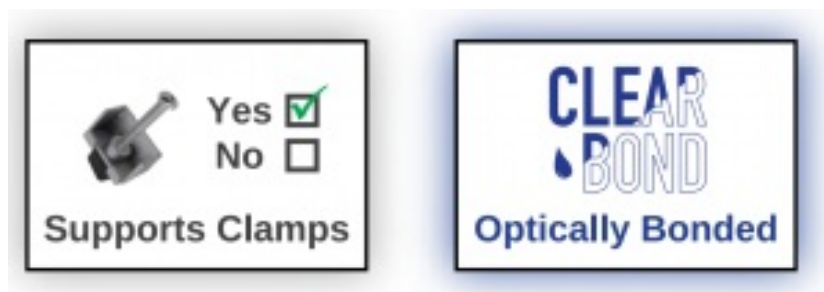 Yes
No
Supports Clamps
CLEAR
BOND
Optically Bonded